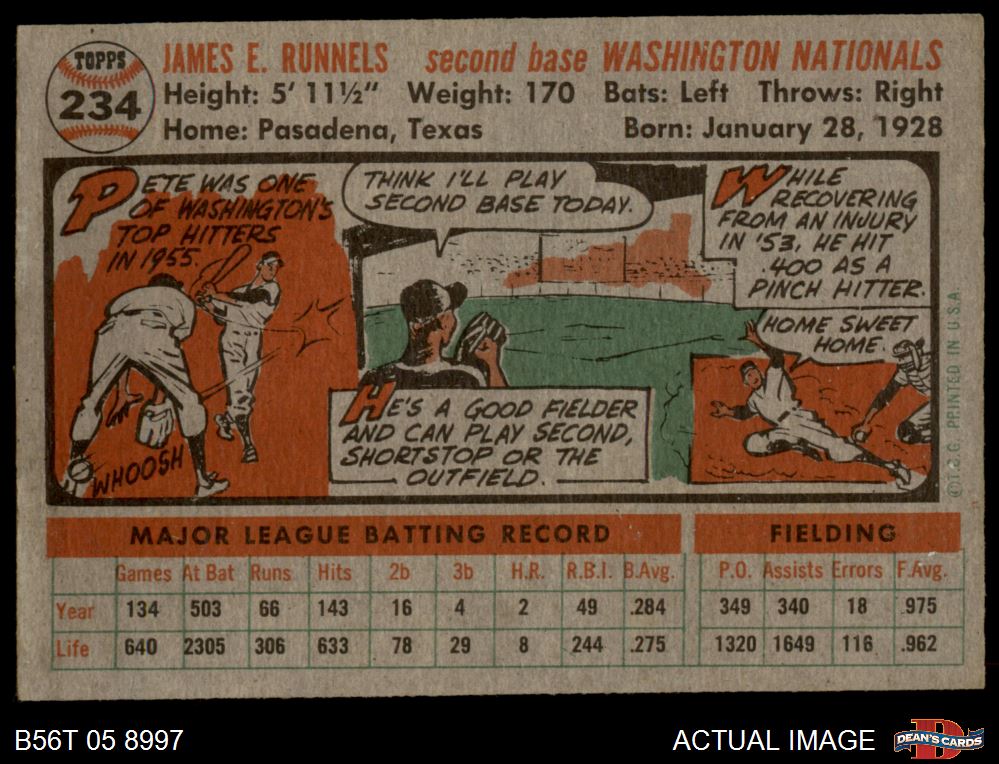 TOPPS
234
JAMES E. RUNNELS second base WASHINGTON NATIONALS
Height: 5' 11½" Weight: 170 Bats: Left Throws: Right
Home: Pasadena, Texas Born: January 28, 1928
PETE WAS ONE
OF WASHINGTON'S
TOP HITTERS
IN 1955.
WHOOSH
THINK I'LL PLAY
SECOND BASE TODAY.
HE'S A GOOD FIELDER
AND CAN PLAY SECOND,
SHORTSTOP OR THE
OUTFIELD.
WHILE
RECOVERING
FROM AN INJURY
IN '53, HE HIT
.400 AS A
PINCH HITTER.
HOME SWEET
HOME.
© T.C.G. PRINTED IN U.S.A
MAJOR LEAGUE BATTING RECORD FIELDING
Games At Bat Runs Hits 2b 3b H.R. R.B.I. B.Avg. P.O. Assists Errors F.Avg.
Year 134 503 66 143 16 4 2 49 .284 349 340 18 .975
Life 640 2305 306 633 78 29 8 244 .275 1320 1649 116 .962
B56T 05 8997 ACTUAL IMAGE DEAN'S CARDS